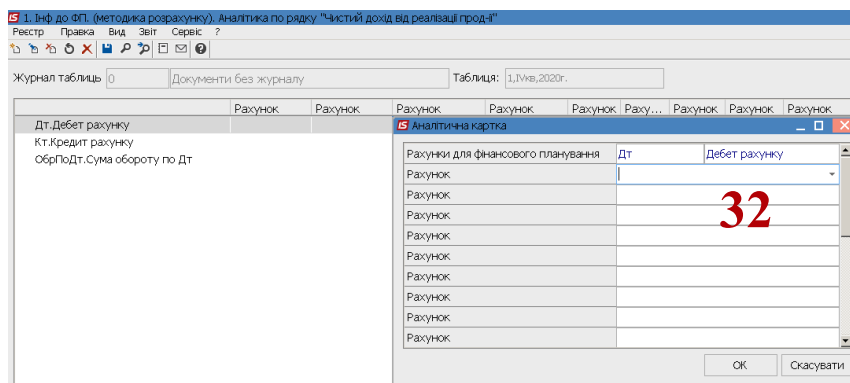 1. Інф до ФП. (методика розрахунку). Аналітика по рядку "Чистий дохід від реалізації прод-ії"
Реєстр Правка Вид Звіт Сервіс ?
Журнал таблиць 0 Документи без журналу Таблиця: 1,IVкв,2020г.
Рахунок Рахунок Рахунок Рахунок Рахунок Раху... Рахунок Рахунок Рахунок
Дт.Дебет рахунку
Кт.Кредит рахунку
ОбрПоДт.Сума обороту по Дт
Аналітична картка
Рахунки для фінансового планування Дт Дебет рахунку
Рахунок
Рахунок
32
Рахунок
Рахунок
Рахунок
Рахунок
Рахунок
Рахунок
Рахунок
ОК Скасувати